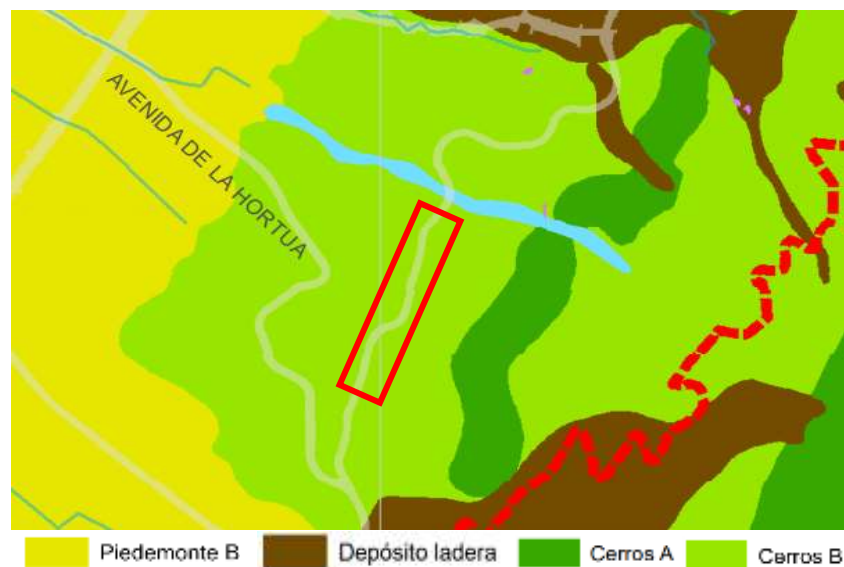 AVENIDA DE LA HORTUA
Piedemonte B
Depósito ladera
Cerros A
Cerros B